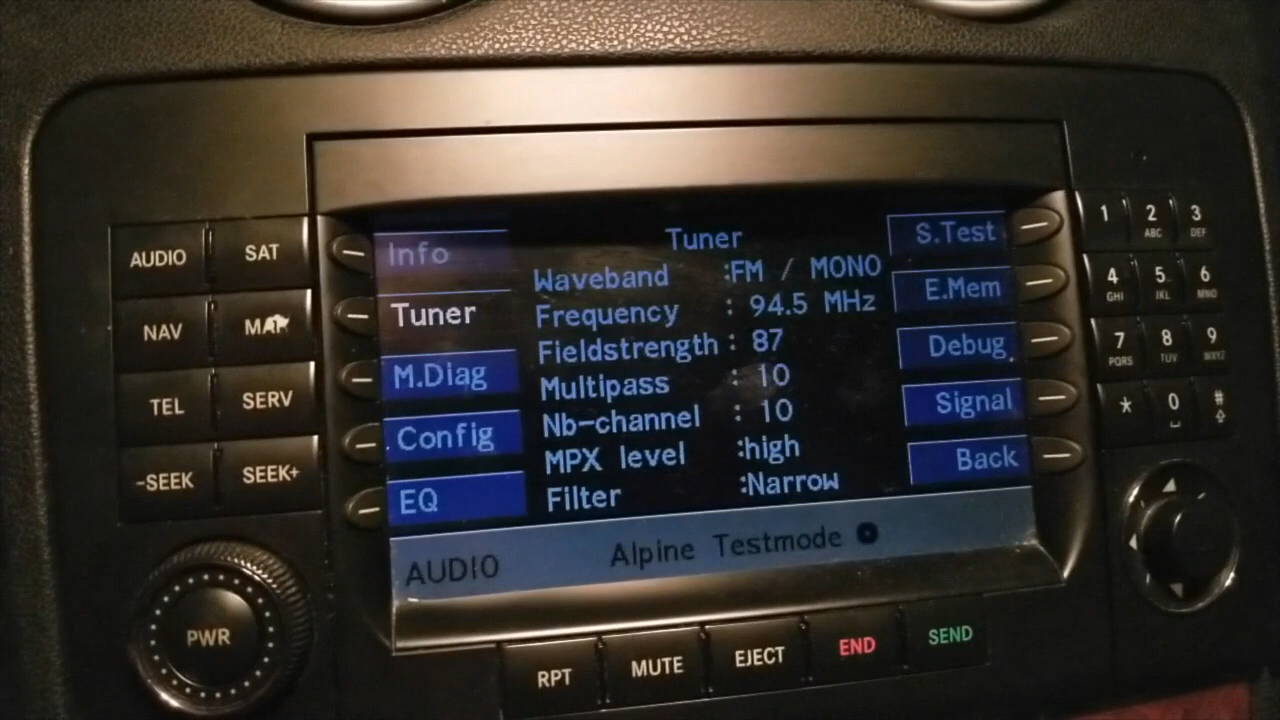 AUDIO SAT
NAV MAP
TEL SERV
-SEEK SEEK+
PWR
Info
Tuner
M.Diag
Config
EQ
Tuner
Waveband :FM / MONO
Frequency : 94.5 MHz
Fieldstrength : 87
Multipass : 10
Nb-channel : 10
MPX level :high
Filter :Narrow
S.Test
E.Mem
Debug
Signal
Back
AUDIO Alpine Testmode
RPT MUTE EJECT END SEND
1 2 3
ABC DEF
4 5 6
GHI JKL MNO
7 8 9
PQRS TUV WXYZ
* 0 #